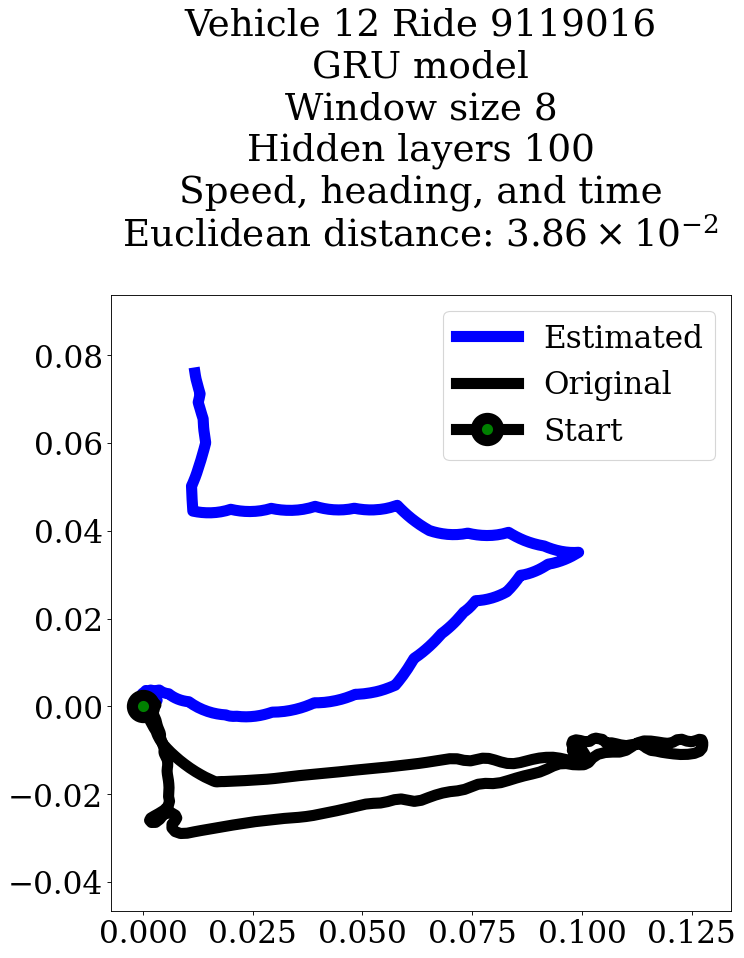 Vehicle 12 Ride 9119016
GRU model
Window size 8
Hidden layers 100
Speed, heading, and time
Euclidean distance: 3.86 × 10⁻²
Estimated
Original
Start
0.08
0.06
0.04
0.02
0.00
−0.02
−0.04
0.000 0.025 0.050 0.075 0.100 0.125